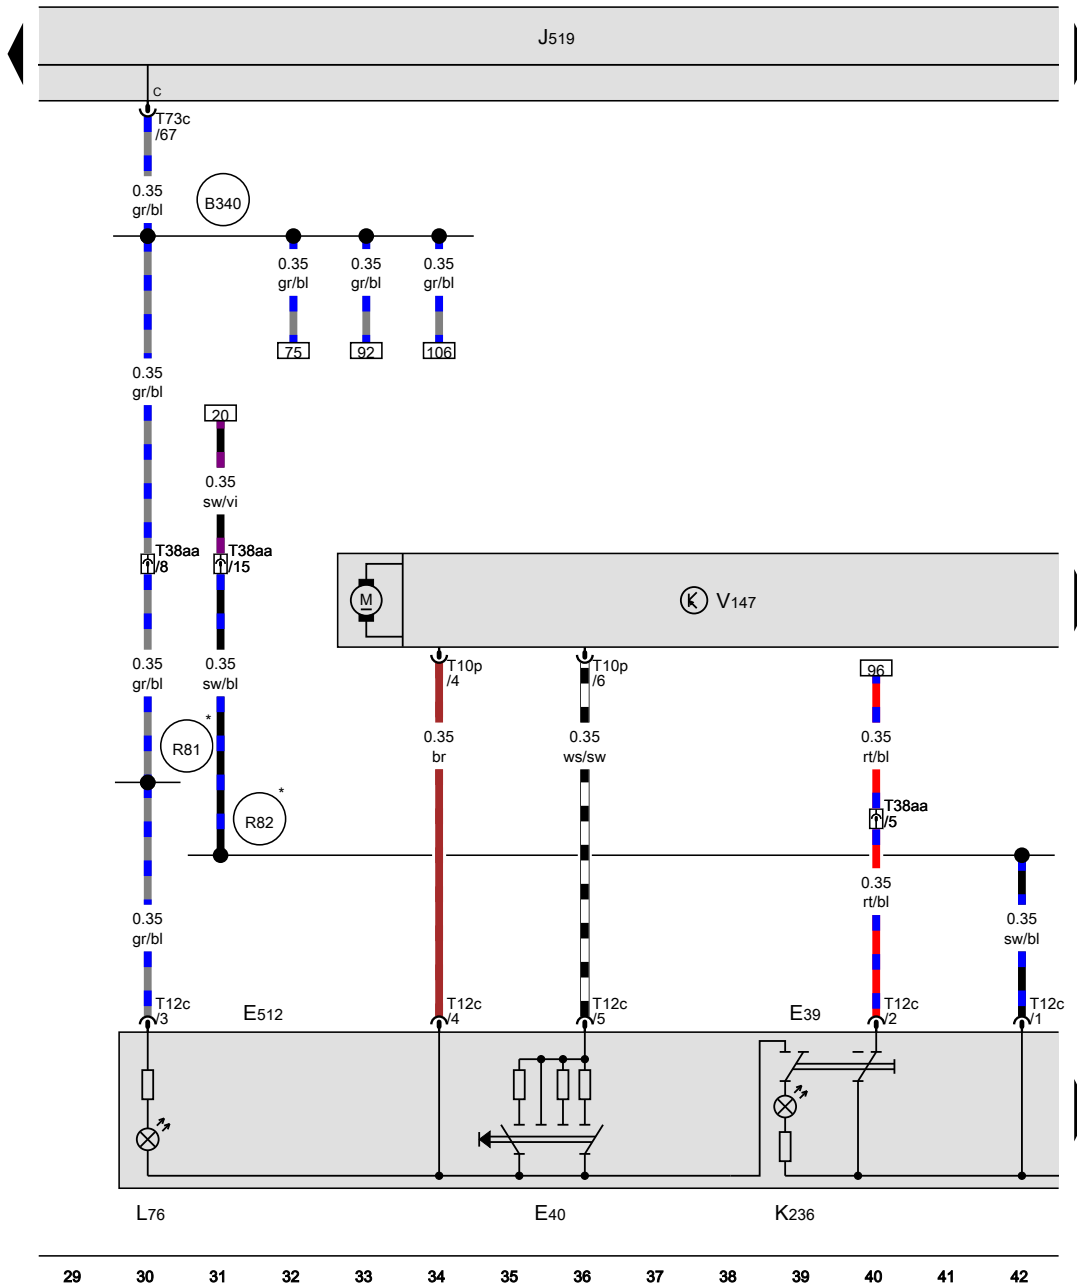 J519
C
T73c
/67
0.35
gr/bl
B340
0.35
gr/bl
0.35
gr/bl
0.35
gr/bl
75
92
106
0.35
gr/bl
20
0.35
sw/vi
T38aa
/8
T38aa
/15
M
K
V147
0.35
gr/bl
0.35
sw/bl
T10p
/4
T10p
/6
96
R81
*
0.35
br
0.35
ws/sw
0.35
rt/bl
R82
*
T38aa
/5
0.35
rt/bl
0.35
gr/bl
0.35
sw/bl
T12c
/3
E512
T12c
/4
T12c
/5
E39
T12c
/2
T12c
/1
L76
E40
K236
29 30 31 32 33 34 35 36 37 38 39 40 41 42